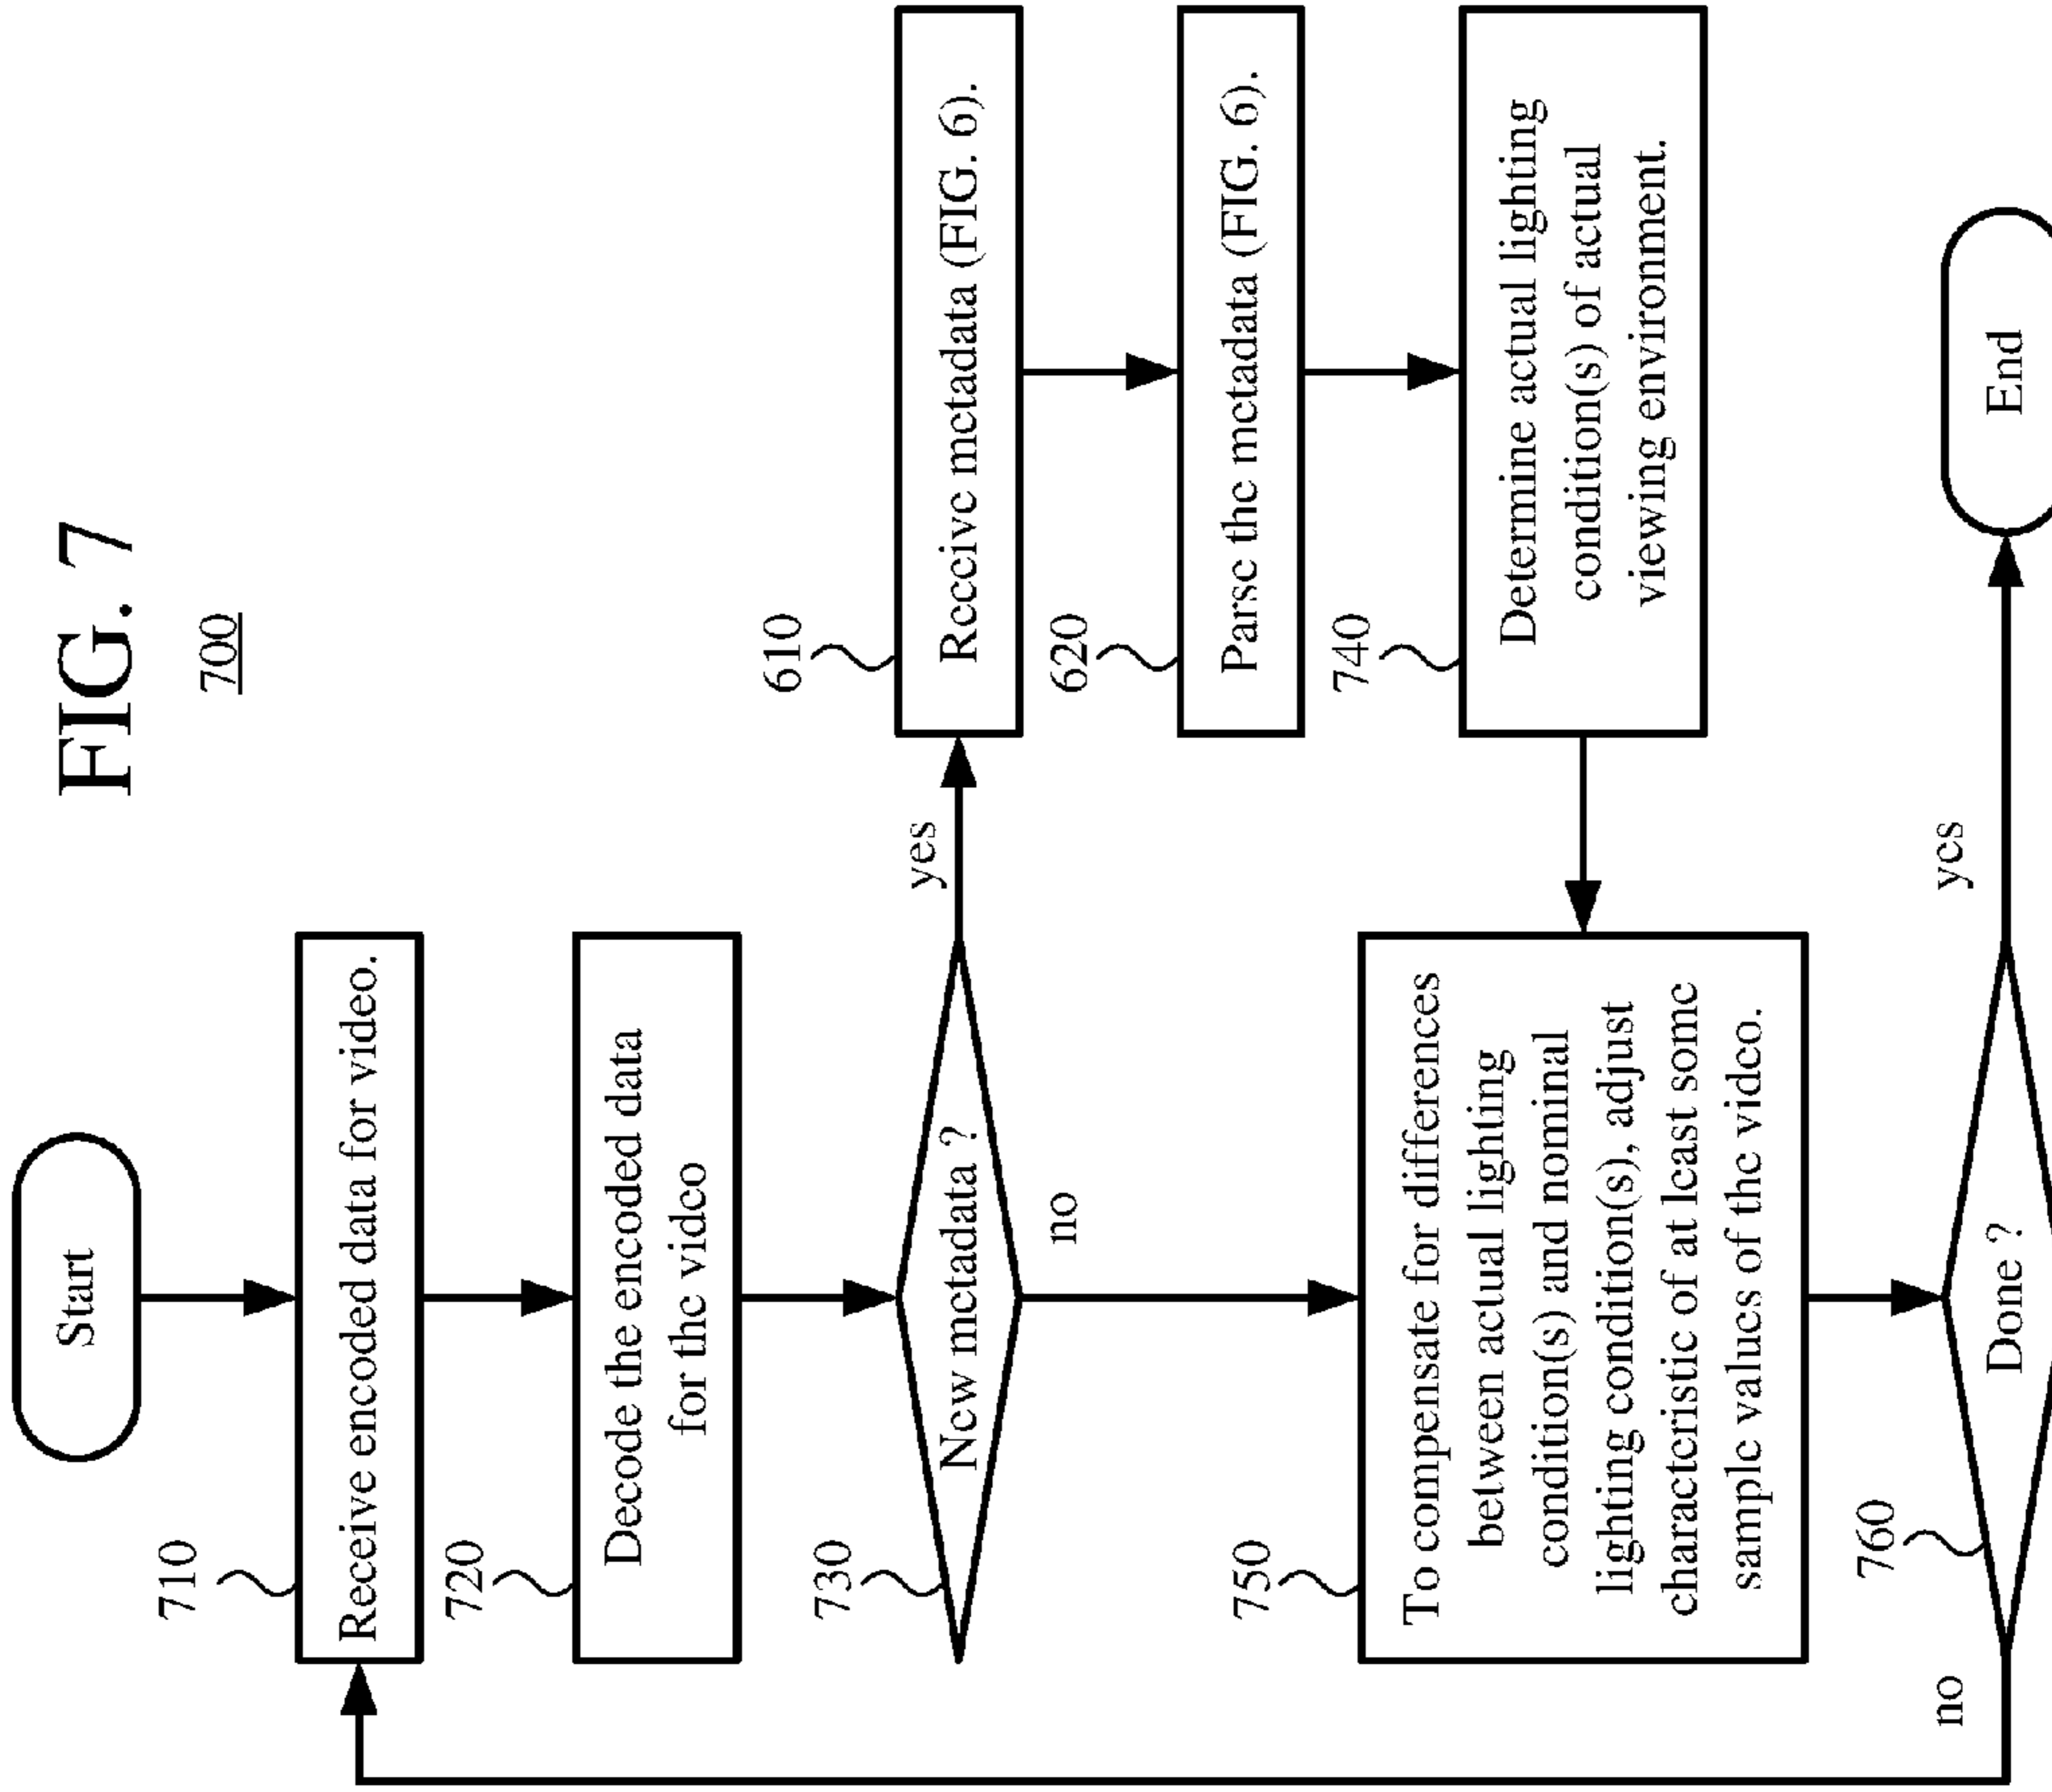 FIG. 7
700
Start
710
Receive encoded data for video.
720
Decode the encoded data
for the video
730
New metadata ?
yes
no
610
Receive metadata (FIG. 6).
620
Parse the metadata (FIG. 6).
740
Determine actual lighting
condition(s) of actual
viewing environment.
750
To compensate for differences
between actual lighting
condition(s) and nominal
lighting condition(s), adjust
characteristic of at least some
sample values of the video.
760
Done ?
no
yes
End